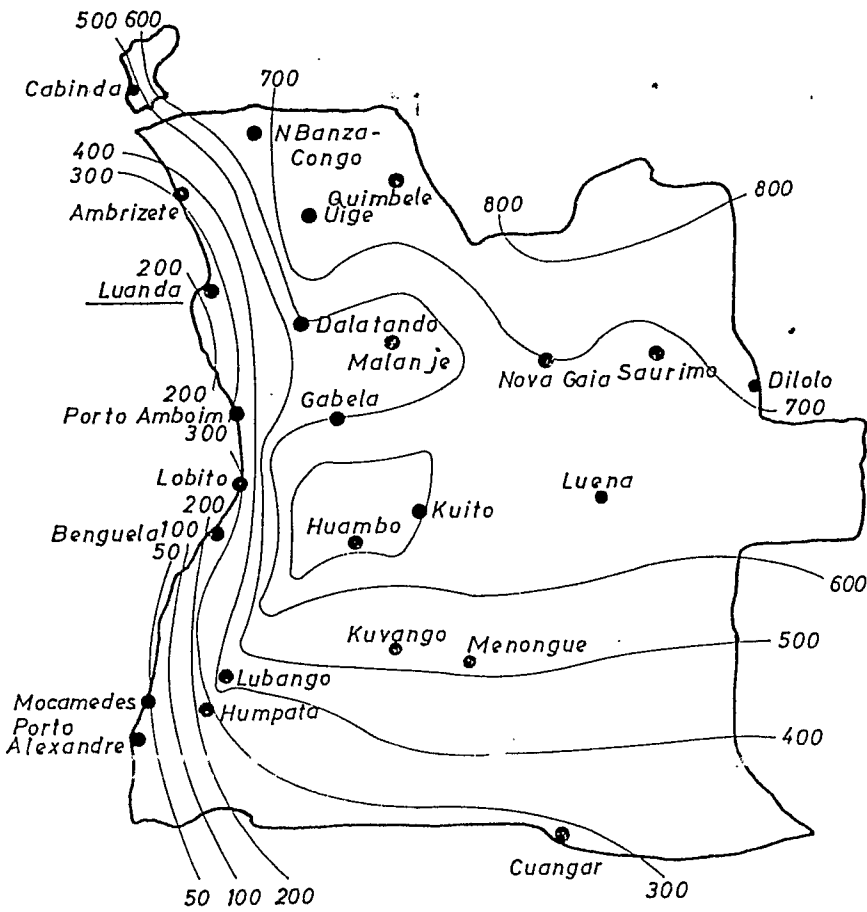 500 600
Cabinda
700
NBanza-
Congo
400
300
Quimbele
Uige
Ambrizete
800
800
200
Luanda
Dalatando
Malanje
Nova Gaia
Saurimo
Dilolo
700
200
Porto Amboim
300
Gabela
Lobito
200
Luena
Kuito
Benguela
100
50
Huambo
600
Kuvango
Menongue
500
Lubango
Mocamedes
Humpata
Porto
Alexandre
400
Cuangar
50 100 200
300